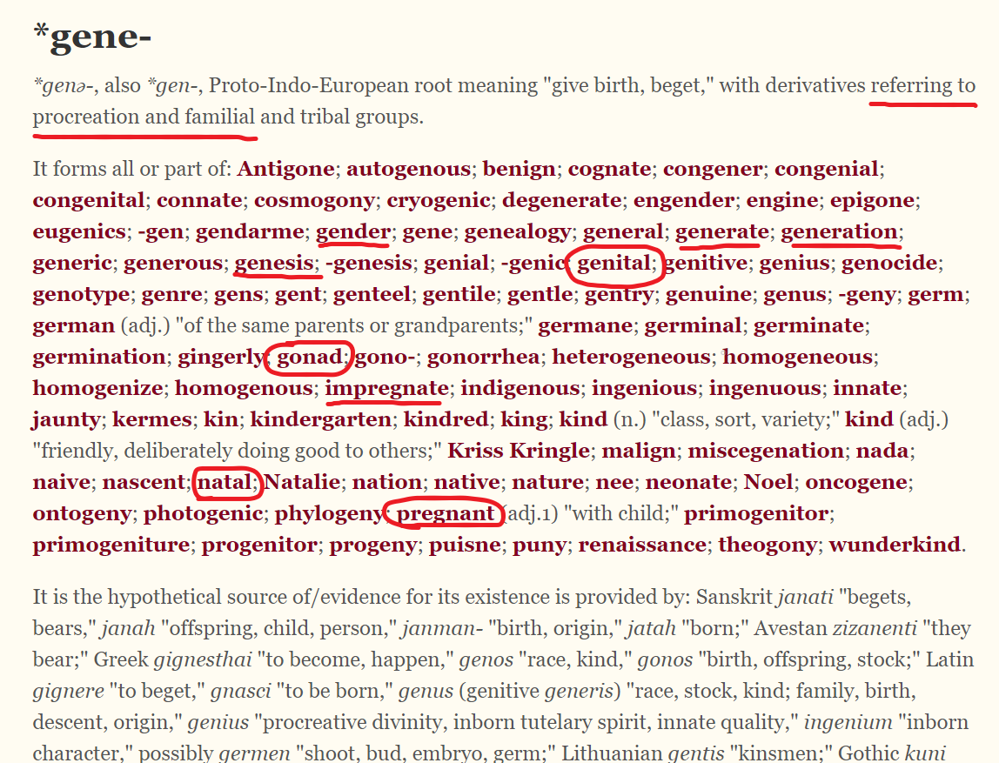 *gene-
*genə-, also *gen-, Proto-Indo-European root meaning "give birth, beget," with derivatives referring to
procreation and familial and tribal groups.
It forms all or part of: Antigone; autogenous; benign; cognate; congener; congenial;
congenital; connate; cosmogony; cryogenic; degenerate; engender; engine; epigone;
eugenics; -gen; gendarme; gender; gene; genealogy; general; generate; generation;
generic; generous; genesis; -genesis; genial; -genic; genital; genitive; genius; genocide;
genotype; genre; gens; gent; genteel; gentile; gentle; gentry; genuine; genus; -geny; germ;
german (adj.) "of the same parents or grandparents;" germane; germinal; germinate;
germination; gingerly; gonad; gono-; gonorrhea; heterogeneous; homogeneous;
homogenize; homogenous; impregnate; indigenous; ingenious; ingenuous; innate;
jaunty; kermes; kin; kindergarten; kindred; king; kind (n.) "class, sort, variety;" kind (adj.)
"friendly, deliberately doing good to others;" Kriss Kringle; malign; miscegenation; nada;
naive; nascent; natal; Natalie; nation; native; nature; nee; neonate; Noel; oncogene;
ontogeny; photogenic; phylogeny; pregnant (adj.1) "with child;" primogenitor;
primogeniture; progenitor; progeny; puisne; puny; renaissance; theogony; wunderkind.
It is the hypothetical source of/evidence for its existence is provided by: Sanskrit janati "begets,
bears," janah "offspring, child, person," janman- "birth, origin," jatah "born;" Avestan zizanenti "they
bear;" Greek gignesthai "to become, happen," genos "race, kind," gonos "birth, offspring, stock;" Latin
gignere "to beget," gnasci "to be born," genus (genitive generis) "race, stock, kind; family, birth,
descent, origin," genius "procreative divinity, inborn tutelary spirit, innate quality," ingenium "inborn
character," possibly germen "shoot, bud, embryo, germ;" Lithuanian gentis "kinsmen;" Gothic kuni